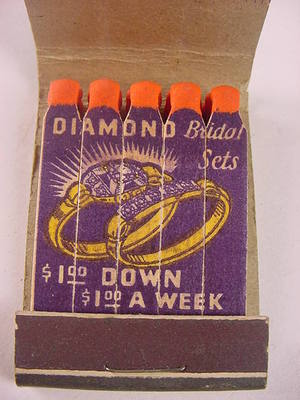 DIAMOND Bridal
Sets
$1.00 DOWN
$1.00 A WEEK